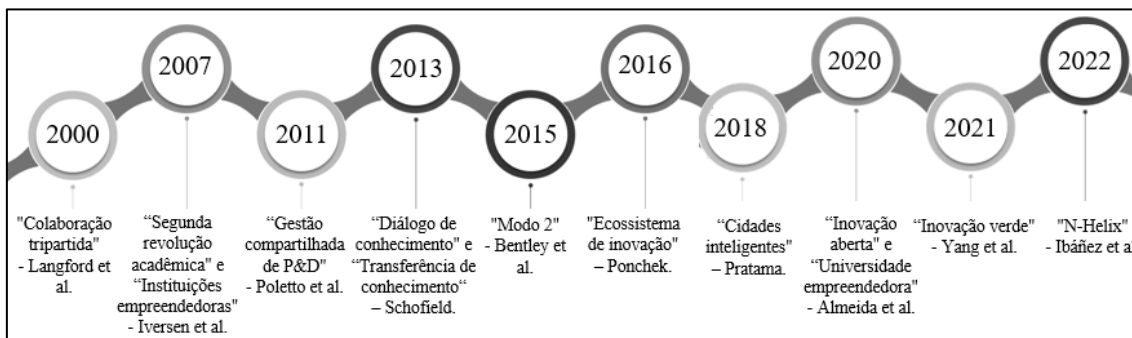 2000
"Colaboração
tripartida"
- Langford et
al.
2007
“Segunda
revolução
acadêmica" e
“Instituições
empreendedoras"
- Iversen et al.
2011
“Gestão
compartilhada
de P&D"
- Poletto et al.
2013
“Diálogo de
conhecimento" e
“Transferência de
conhecimento“
– Schofield.
2015
"Modo 2"
- Bentley et
al.
2016
"Ecossistema
de inovação"
– Ponchek.
2018
“Cidades
inteligentes"
– Pratama.
2020
“Inovação
aberta" e
“Universidade
empreendedora"
- Almeida et al.
2021
“Inovação verde"
- Yang et al.
2022
"N-Helix"
- Ibáñez et al